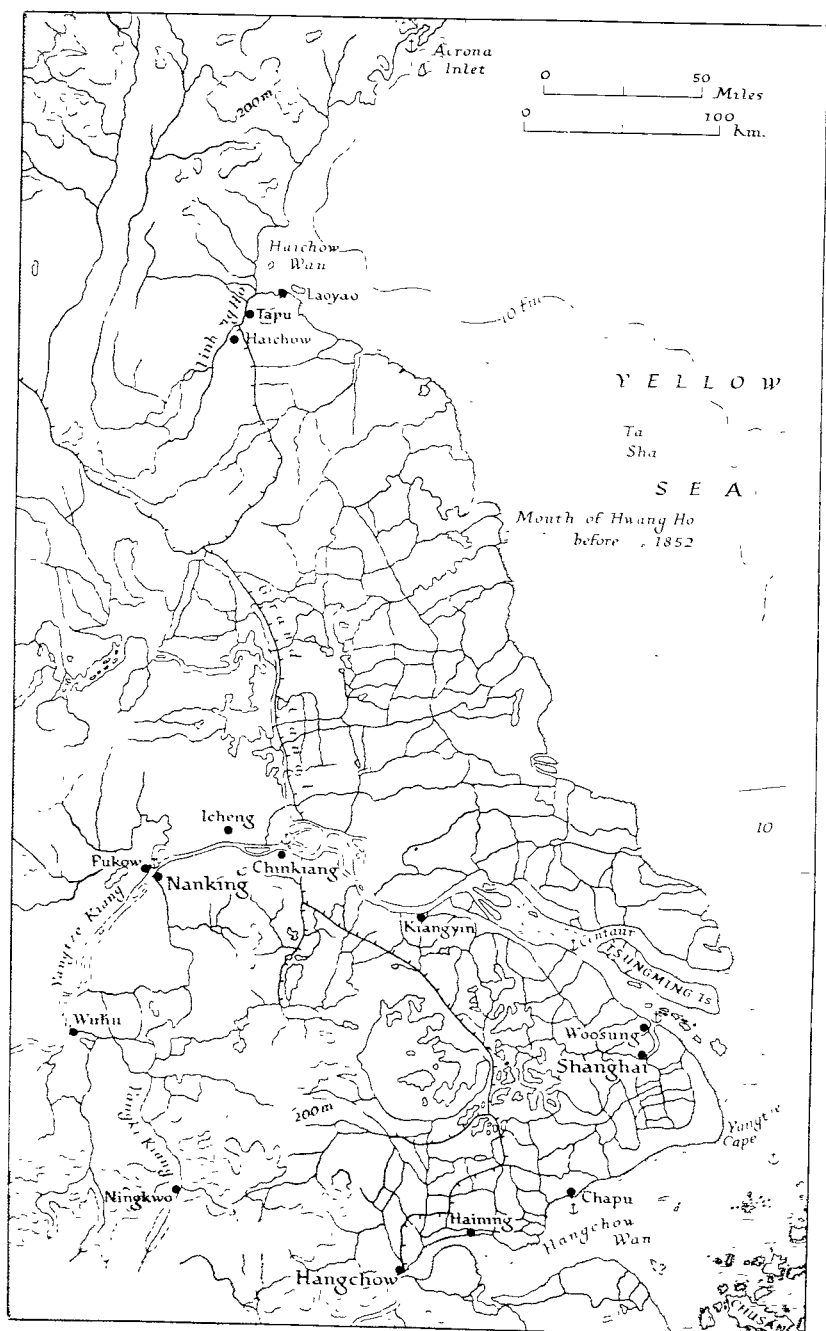 Acrona
Inlet
0 50
Miles
0 100
Km.
200m
Haichow
Wan
Laoyao
Tapu
Haichow
10 fm
YELLOW
Ta
Sha
SEA
Mouth of Hwang Ho
before 1852
10
Icheng
Pukow
Nanking
Chinkiang
Yangtze Kiang
Kiangyin
Centaur
TSUNGMING Is
Wuhu
Woosung
Shanghai
200m
Yangtze
Cape
Kiang
Ningkwo
Chapu
Haining
Hangchow
Wan
Hangchow
CHUSAN